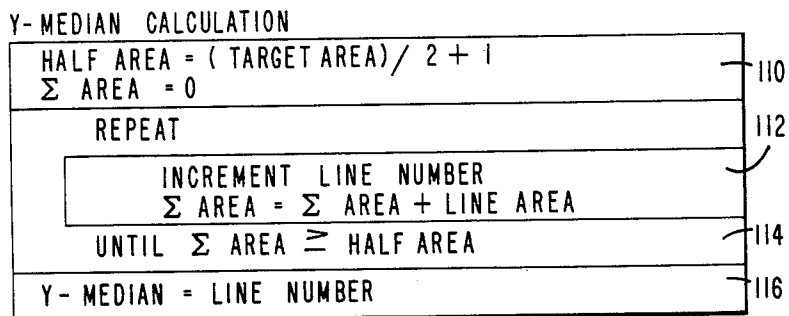 Y-MEDIAN CALCULATION
HALF AREA = ( TARGET AREA) / 2 + 1
110
Σ AREA = 0
REPEAT
112
INCREMENT LINE NUMBER
Σ AREA = Σ AREA + LINE AREA
UNTIL Σ AREA ≥ HALF AREA
114
Y-MEDIAN = LINE NUMBER
116